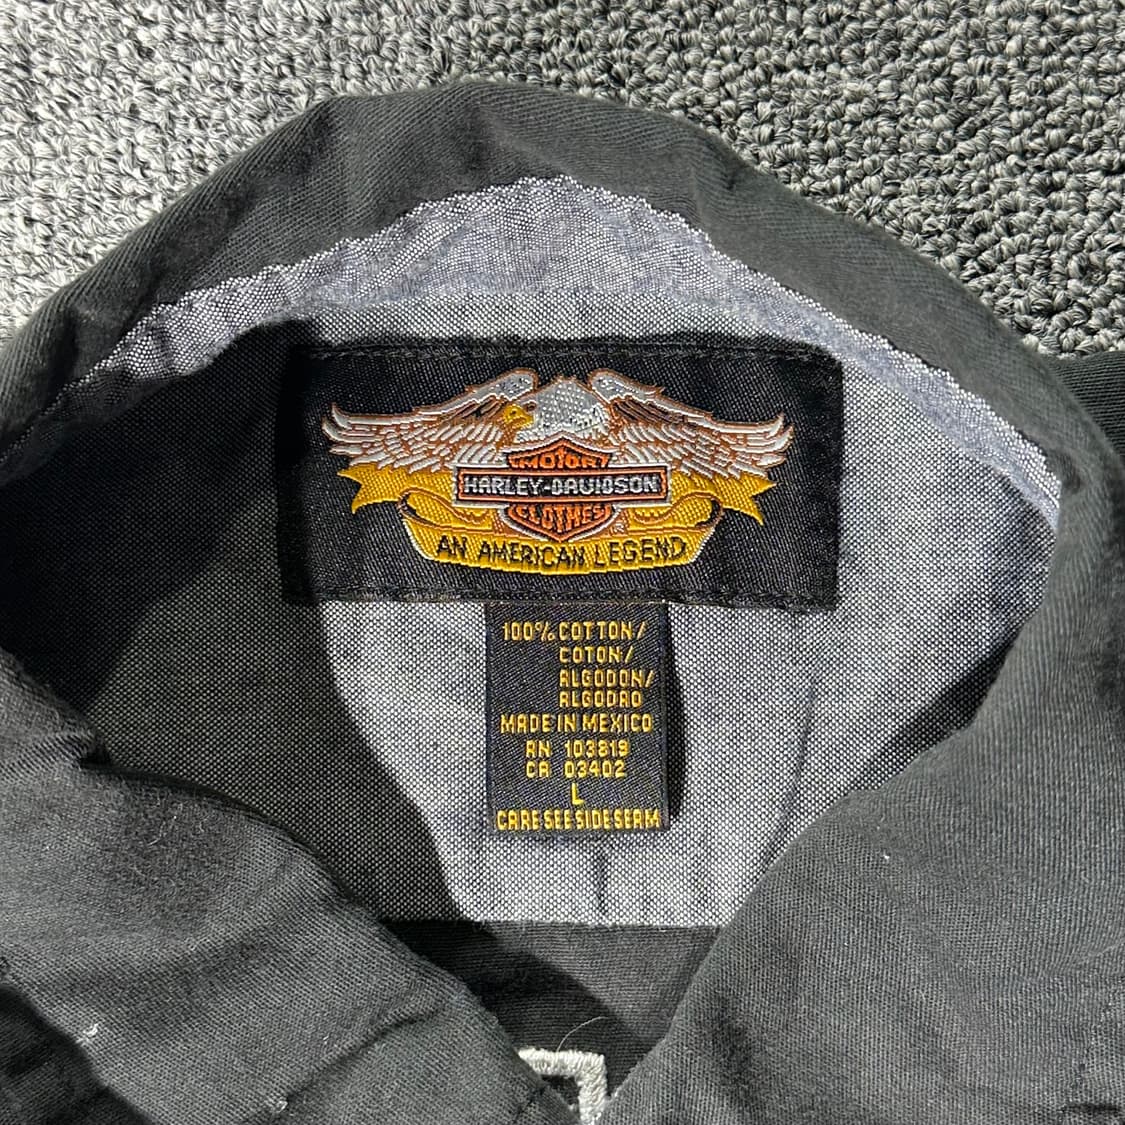 MOTOR
HARLEY-DAVIDSON
CLOTHES
AN AMERICAN LEGEND
100% COTTON/
COTON/
ALGODON/
ALGODAO
MADE IN MEXICO
RN 103819
CA 03402
L
CARE SEE SIDE SERM